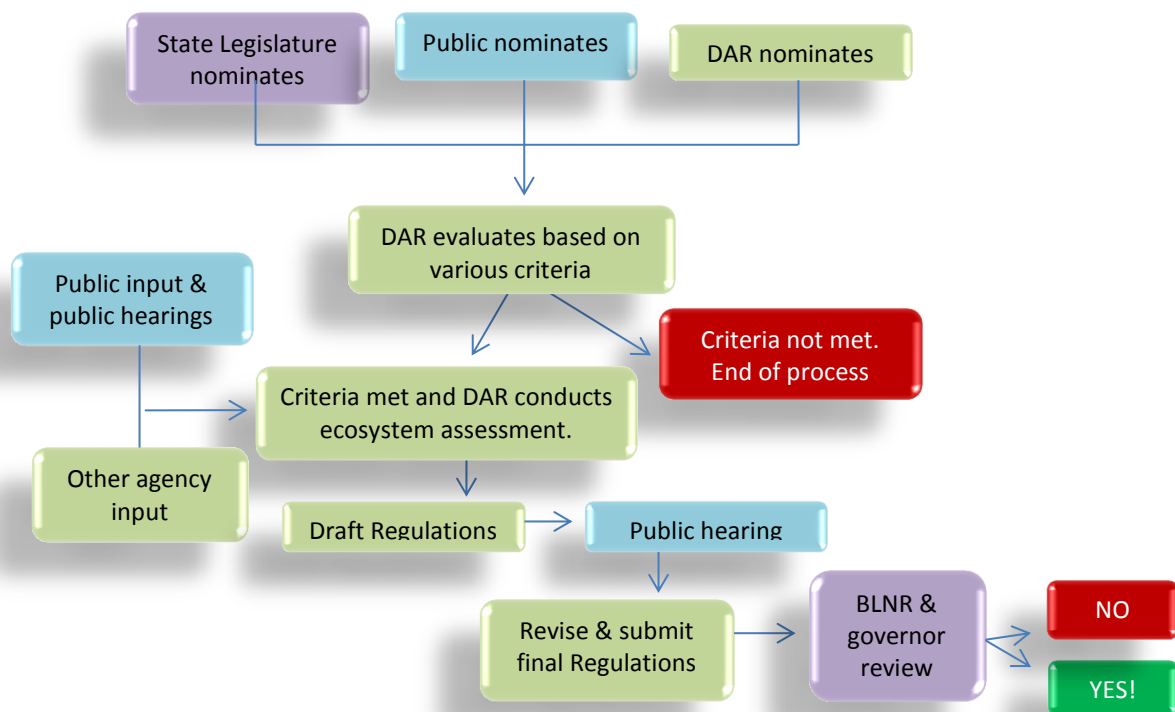 State Legislature
nominates
Public nominates
DAR nominates
DAR evaluates based on
various criteria
Public input &
public hearings
Criteria not met.
End of process
Criteria met and DAR conducts
ecosystem assessment.
Other agency
input
Draft Regulations
Public hearing
Revise & submit
final Regulations
BLNR &
governor
review
NO
YES!